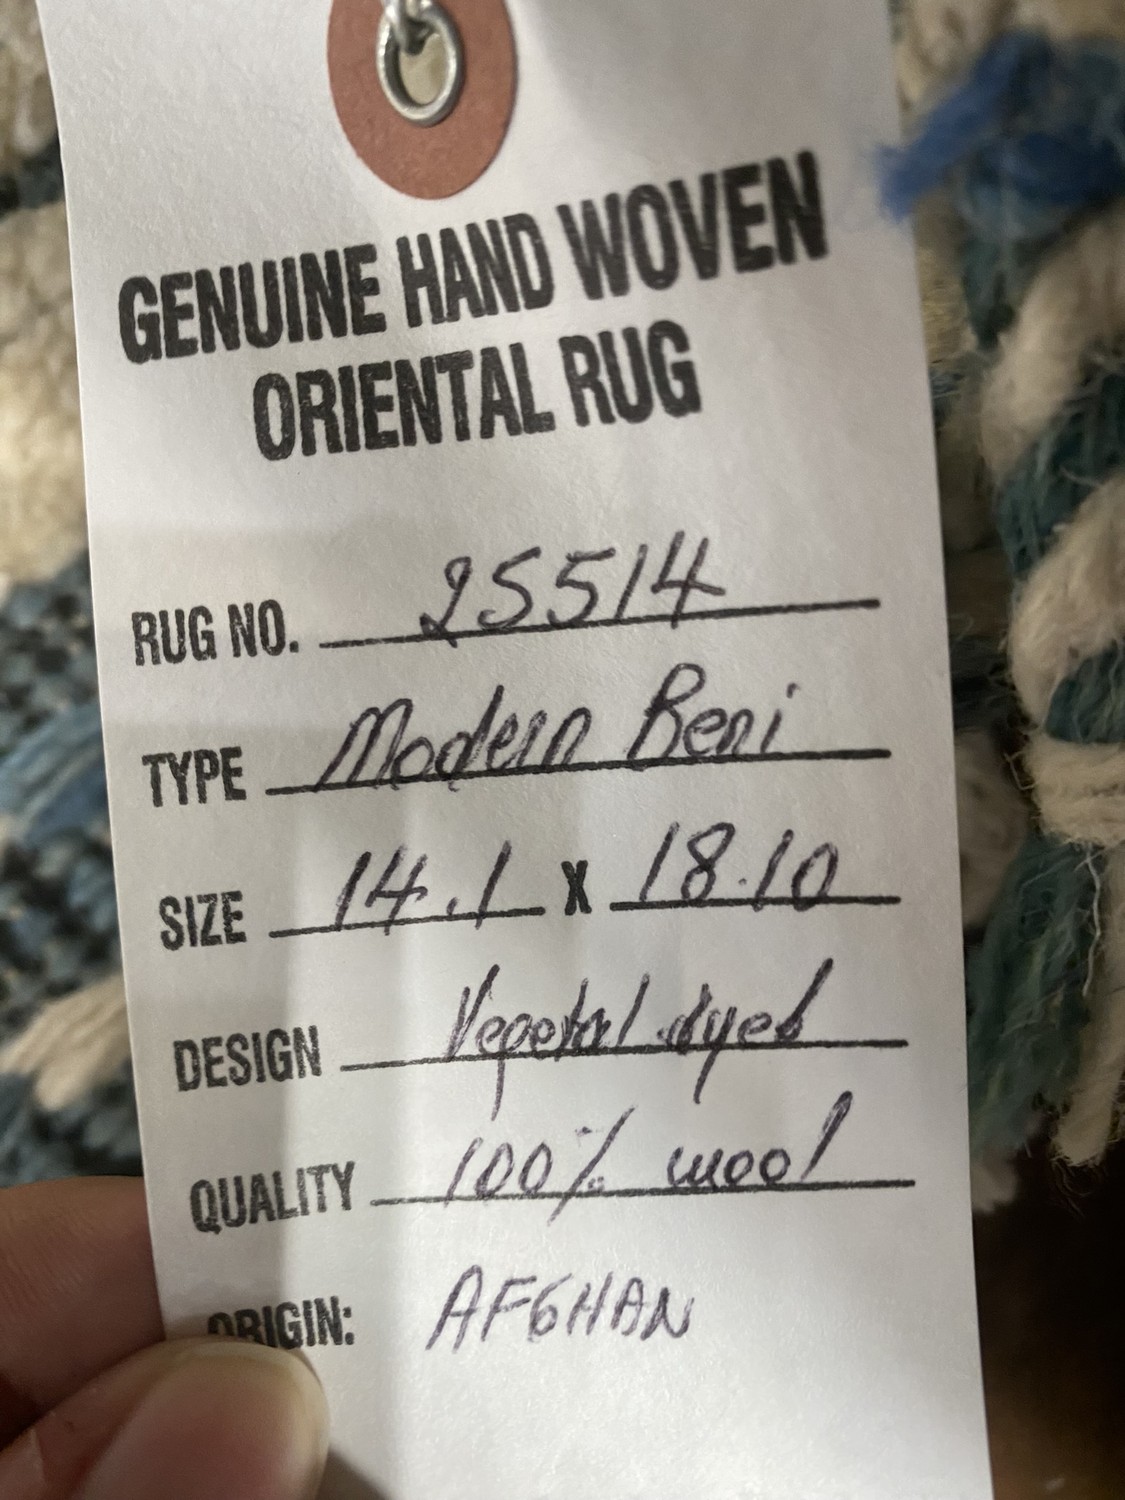 GENUINE HAND WOVEN
ORIENTAL RUG
RUG NO. 25514
TYPE Modern Beni
SIZE 14.1 X 18.10
DESIGN Vegetal dyed
QUALITY 100% wool
ORIGIN: AFGHAN